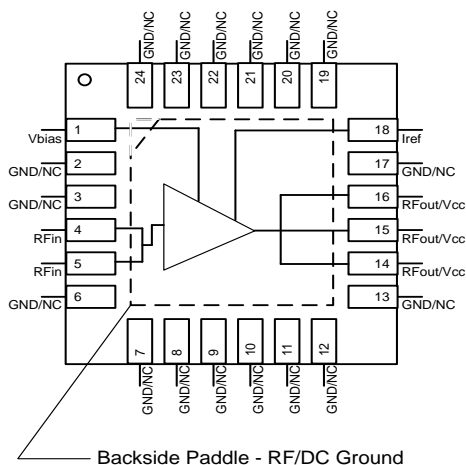 GND/NC GND/NC GND/NC GND/NC GND/NC GND/NC
24 23 22 21 20 19
Vbias 1 18 Iref
GND/NC 2 17 GND/NC
GND/NC 3 16 RFout/Vcc
RFin 4 15 RFout/Vcc
RFin 5 14 RFout/Vcc
GND/NC 6 13 GND/NC
7 8 9 10 11 12
GND/NC GND/NC GND/NC GND/NC GND/NC GND/NC
Backside Paddle - RF/DC Ground